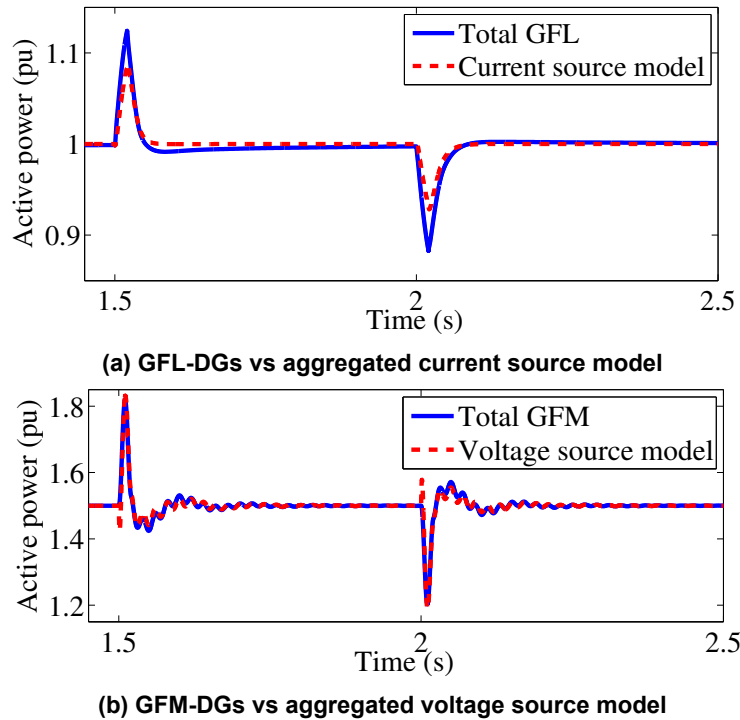 1.1
1
0.9
Active power (pu)
Total GFL
Current source model
1.5
2
2.5
Time (s)
(a) GFL-DGs vs aggregated current source model
1.8
1.6
1.4
1.2
Active power (pu)
Total GFM
Voltage source model
1.5
2
2.5
Time (s)
(b) GFM-DGs vs aggregated voltage source model